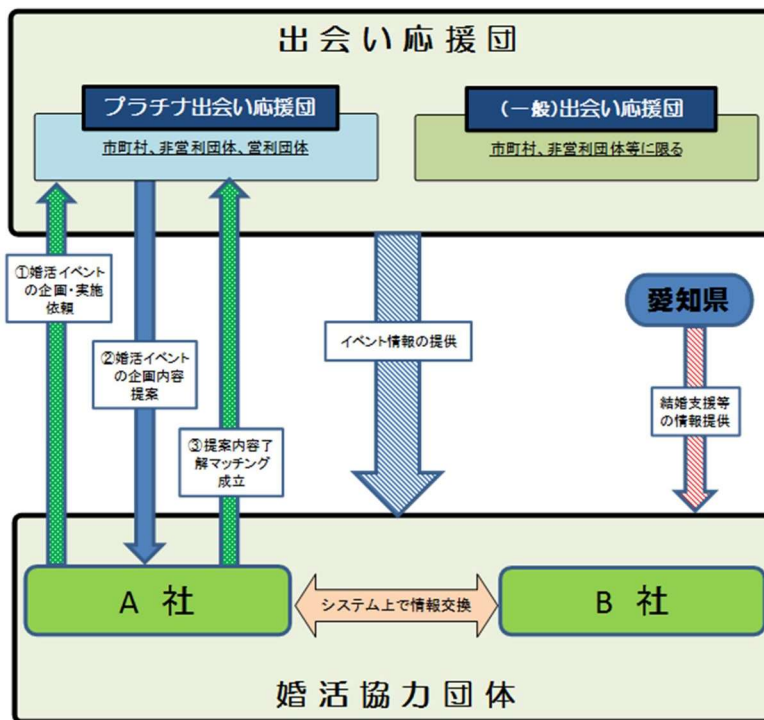 出会い応援団
プラチナ出会い応援団
市町村、非営利団体、営利団体
(一般)出会い応援団
市町村、非営利団体等に限る
①婚活イベント
の企画・実施
依頼
②婚活イベント
の企画内容
提案
③提案内容了
解マッチング
成立
イベント情報の提供
愛知県
結婚支援等
の情報提供
A 社
システム上で情報交換
B 社
婚活協力団体